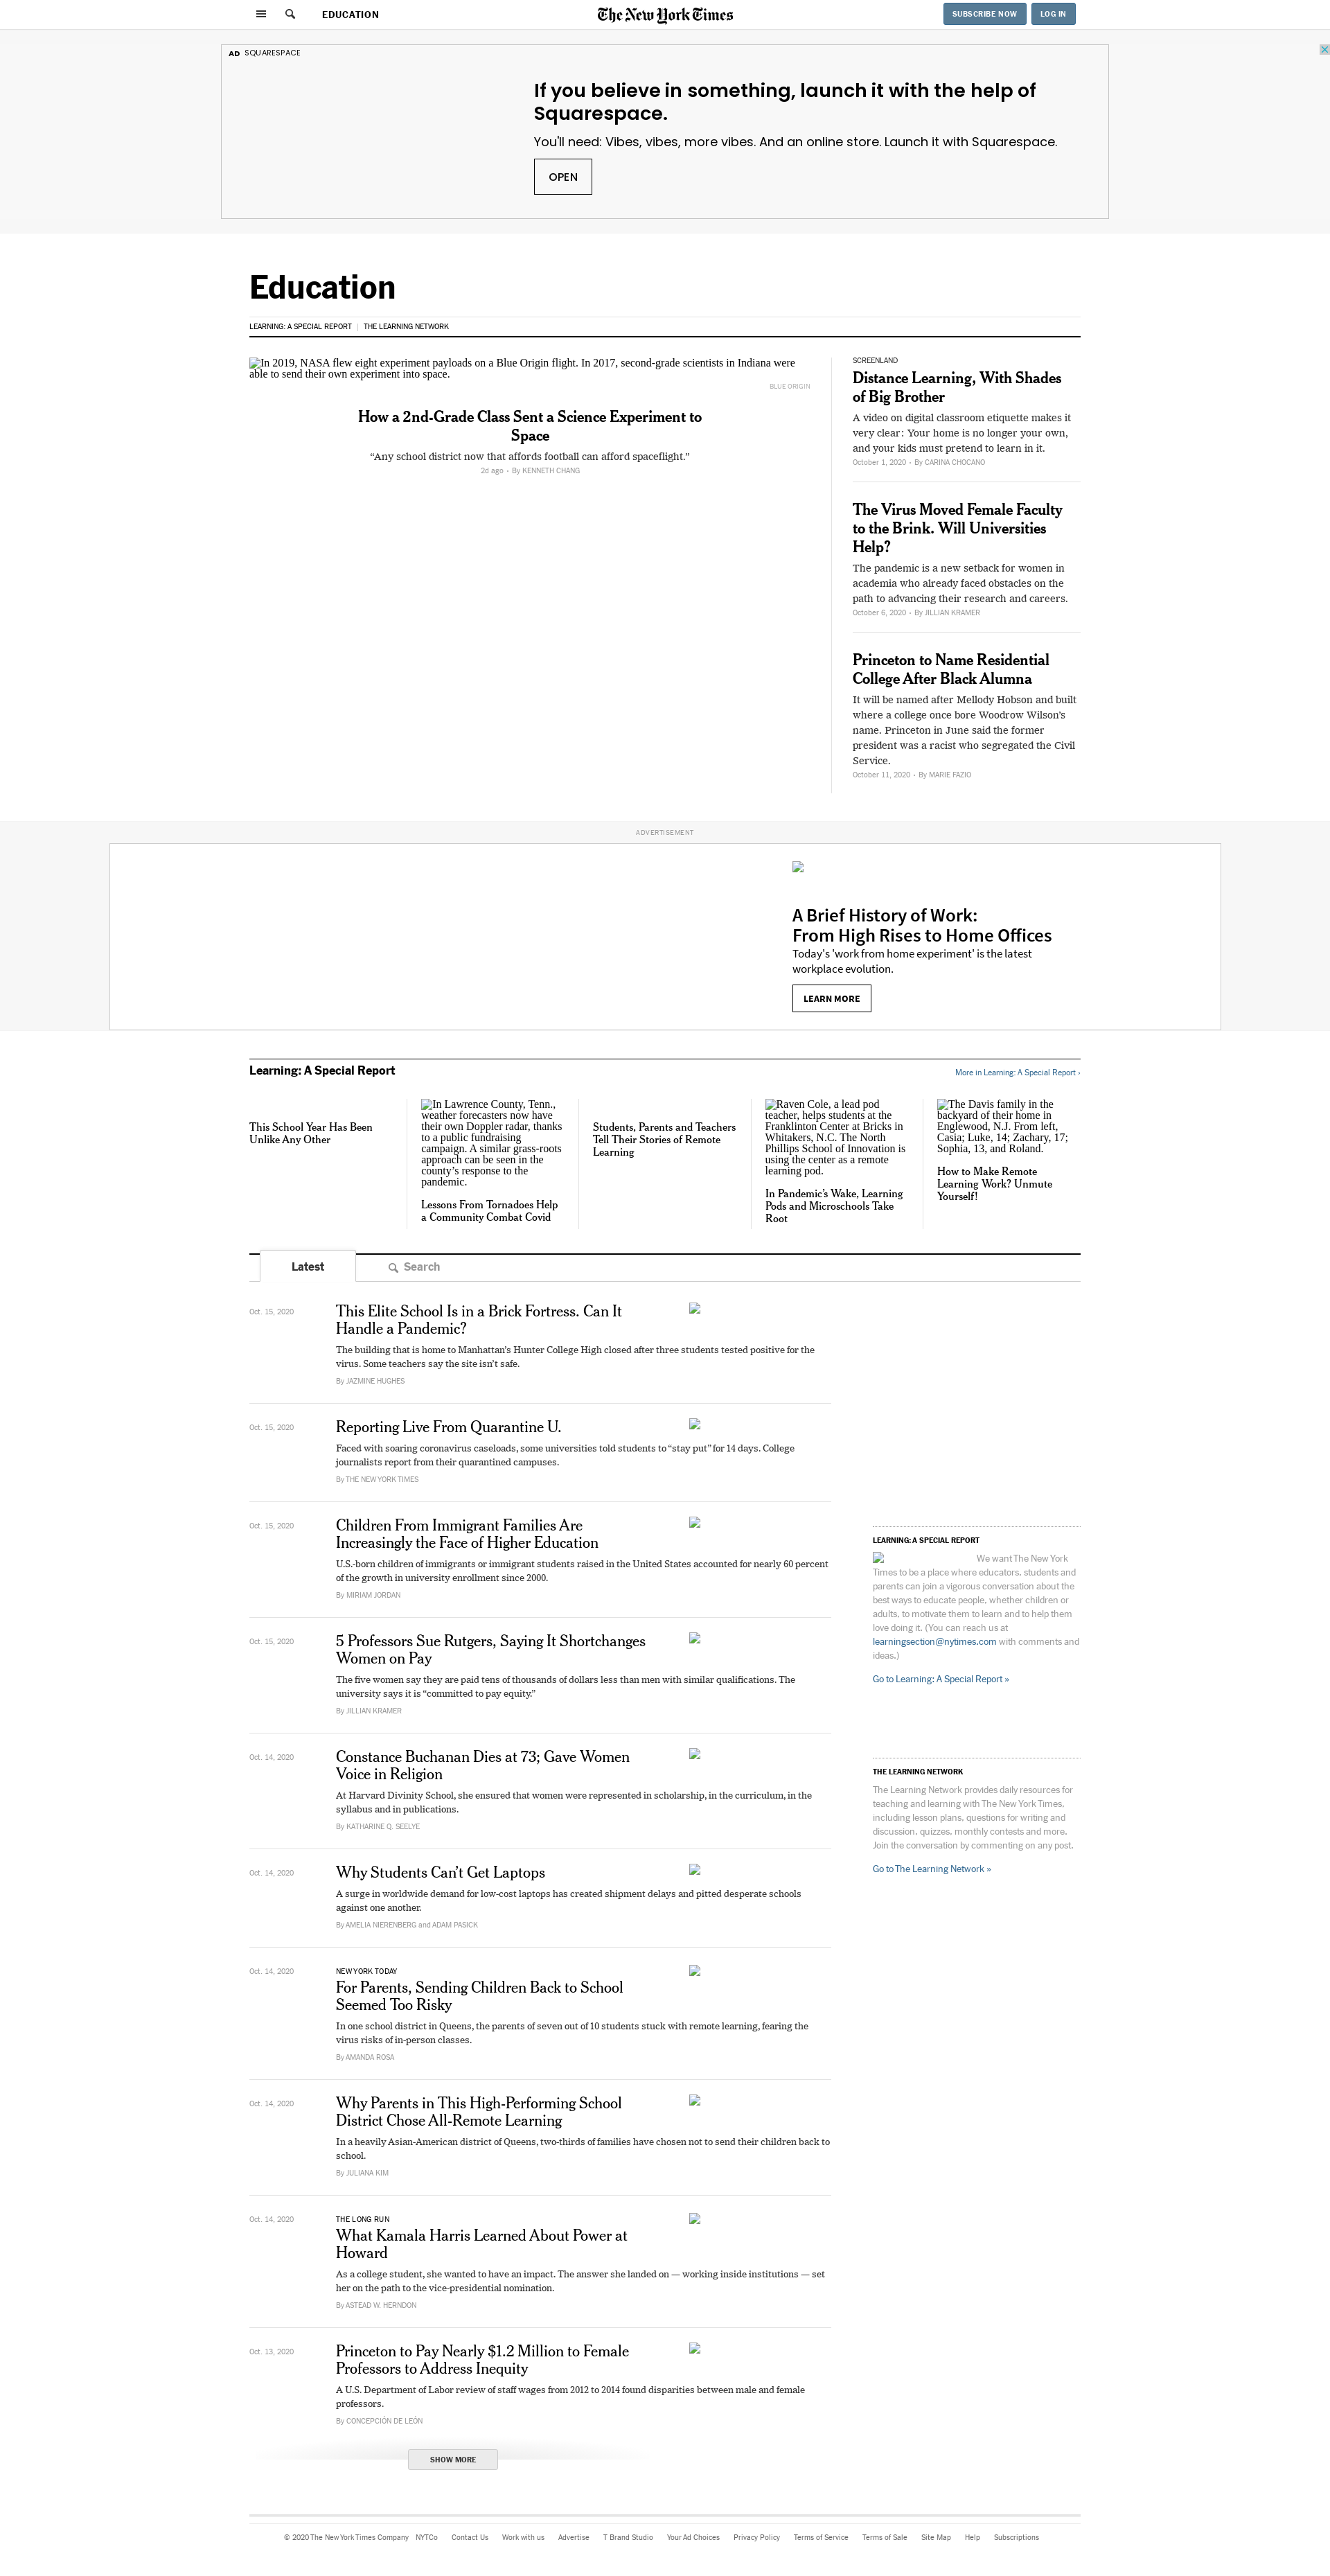 EDUCATION
The New York Times
SUBSCRIBE NOW
LOG IN
AD SQUARESPACE
If you believe in something, launch it with the help of
Squarespace.
You'll need: Vibes, vibes, more vibes. And an online store. Launch it with Squarespace.
OPEN
Education
LEARNING: A SPECIAL REPORT | THE LEARNING NETWORK
In 2019, NASA flew eight experiment payloads on a Blue Origin flight. In 2017, second-grade scientists in Indiana were
able to send their own experiment into space.
BLUE ORIGIN
How a 2nd-Grade Class Sent a Science Experiment to
Space
“Any school district now that affords football can afford spaceflight.”
2d ago • By KENNETH CHANG
SCREENLAND
Distance Learning, With Shades
of Big Brother
A video on digital classroom etiquette makes it
very clear: Your home is no longer your own,
and your kids must pretend to learn in it.
October 1, 2020 • By CARINA CHOCANO
The Virus Moved Female Faculty
to the Brink. Will Universities
Help?
The pandemic is a new setback for women in
academia who already faced obstacles on the
path to advancing their research and careers.
October 6, 2020 • By JILLIAN KRAMER
Princeton to Name Residential
College After Black Alumna
It will be named after Mellody Hobson and built
where a college once bore Woodrow Wilson’s
name. Princeton in June said the former
president was a racist who segregated the Civil
Service.
October 11, 2020 • By MARIE FAZIO
ADVERTISEMENT
A Brief History of Work:
From High Rises to Home Offices
Today's 'work from home experiment' is the latest
workplace evolution.
LEARN MORE
Learning: A Special Report
More in Learning: A Special Report ›
This School Year Has Been
Unlike Any Other
In Lawrence County, Tenn.,
weather forecasters now have
their own Doppler radar, thanks
to a public fundraising
campaign. A similar grass-roots
approach can be seen in the
county’s response to the
pandemic.
Lessons From Tornadoes Help
a Community Combat Covid
Students, Parents and Teachers
Tell Their Stories of Remote
Learning
Raven Cole, a lead pod
teacher, helps students at the
Franklinton Center at Bricks in
Whitakers, N.C. The North
Phillips School of Innovation is
using the center as a remote
learning pod.
In Pandemic’s Wake, Learning
Pods and Microschools Take
Root
The Davis family in the
backyard of their home in
Englewood, N.J. From left,
Casia; Luke, 14; Zachary, 17;
Sophia, 13, and Roland.
How to Make Remote
Learning Work? Unmute
Yourself!
Latest
Search
Oct. 15, 2020
This Elite School Is in a Brick Fortress. Can It
Handle a Pandemic?
The building that is home to Manhattan’s Hunter College High closed after three students tested positive for the
virus. Some teachers say the site isn’t safe.
By JAZMINE HUGHES
Oct. 15, 2020
Reporting Live From Quarantine U.
Faced with soaring coronavirus caseloads, some universities told students to “stay put” for 14 days. College
journalists report from their quarantined campuses.
By THE NEW YORK TIMES
Oct. 15, 2020
Children From Immigrant Families Are
Increasingly the Face of Higher Education
U.S.-born children of immigrants or immigrant students raised in the United States accounted for nearly 60 percent
of the growth in university enrollment since 2000.
By MIRIAM JORDAN
Oct. 15, 2020
5 Professors Sue Rutgers, Saying It Shortchanges
Women on Pay
The five women say they are paid tens of thousands of dollars less than men with similar qualifications. The
university says it is “committed to pay equity.”
By JILLIAN KRAMER
Oct. 14, 2020
Constance Buchanan Dies at 73; Gave Women
Voice in Religion
At Harvard Divinity School, she ensured that women were represented in scholarship, in the curriculum, in the
syllabus and in publications.
By KATHARINE Q. SEELYE
Oct. 14, 2020
Why Students Can’t Get Laptops
A surge in worldwide demand for low-cost laptops has created shipment delays and pitted desperate schools
against one another.
By AMELIA NIERENBERG and ADAM PASICK
Oct. 14, 2020
NEW YORK TODAY
For Parents, Sending Children Back to School
Seemed Too Risky
In one school district in Queens, the parents of seven out of 10 students stuck with remote learning, fearing the
virus risks of in-person classes.
By AMANDA ROSA
Oct. 14, 2020
Why Parents in This High-Performing School
District Chose All-Remote Learning
In a heavily Asian-American district of Queens, two-thirds of families have chosen not to send their children back to
school.
By JULIANA KIM
Oct. 14, 2020
THE LONG RUN
What Kamala Harris Learned About Power at
Howard
As a college student, she wanted to have an impact. The answer she landed on — working inside institutions — set
her on the path to the vice-presidential nomination.
By ASTEAD W. HERNDON
Oct. 13, 2020
Princeton to Pay Nearly $1.2 Million to Female
Professors to Address Inequity
A U.S. Department of Labor review of staff wages from 2012 to 2014 found disparities between male and female
professors.
By CONCEPCIÓN DE LEÓN
SHOW MORE
LEARNING: A SPECIAL REPORT
We want The New York
Times to be a place where educators, students and
parents can join a vigorous conversation about the
best ways to educate people, whether children or
adults, to motivate them to learn and to help them
love doing it. (You can reach us at
learningsection@nytimes.com with comments and
ideas.)
Go to Learning: A Special Report »
THE LEARNING NETWORK
The Learning Network provides daily resources for
teaching and learning with The New York Times,
including lesson plans, questions for writing and
discussion, quizzes, monthly contests and more.
Join the conversation by commenting on any post.
Go to The Learning Network »
© 2020 The New York Times Company NYTCo Contact Us Work with us Advertise T Brand Studio Your Ad Choices Privacy Policy Terms of Service Terms of Sale Site Map Help Subscriptions